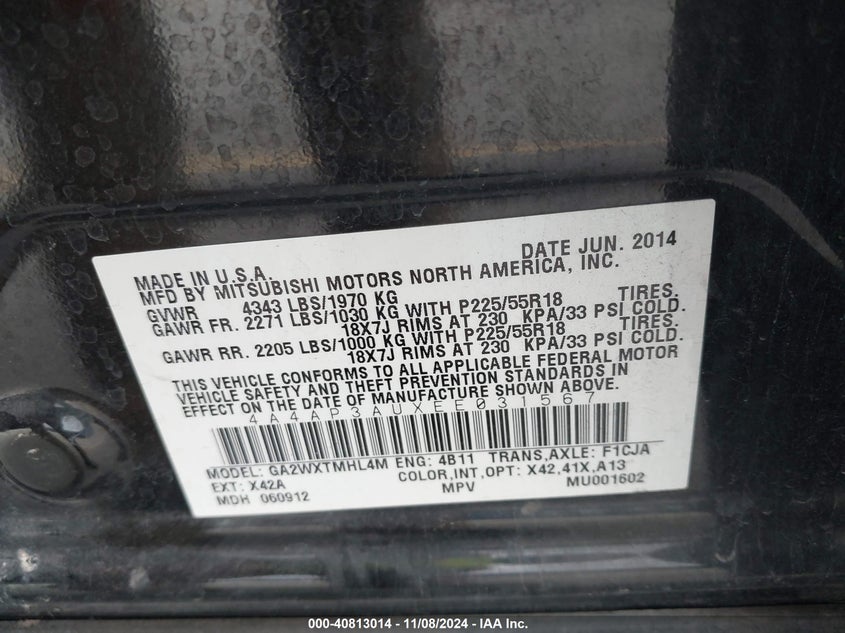 DATE JUN. 2014
MADE IN U.S.A.
MFD BY MITSUBISHI MOTORS NORTH AMERICA, INC.
GVWR 4343 LBS/1970 KG
GAWR FR. 2271 LBS/1030 KG WITH P225/55R18 TIRES.
18X7J RIMS AT 230 KPA/33 PSI COLD.
GAWR RR. 2205 LBS/1000 KG WITH P225/55R18 TIRES.
18X7J RIMS AT 230 KPA/33 PSI COLD.
THIS VEHICLE CONFORMS TO ALL APPLICABLE FEDERAL MOTOR
VEHICLE SAFETY AND THEFT PREVENTION STANDARDS IN
EFFECT ON THE DATE OF MANUFACTURE SHOWN ABOVE.
4A4AP3AUXEE031567
MODEL: GA2WXTMHL4M ENG: 4B11 TRANS,AXLE: F1CJA
EXT: X42A COLOR,INT,OPT: X42,41X,A13
MDH 060912 MPV MU001602
000-40813014 - 11/08/2024 - IAA Inc.